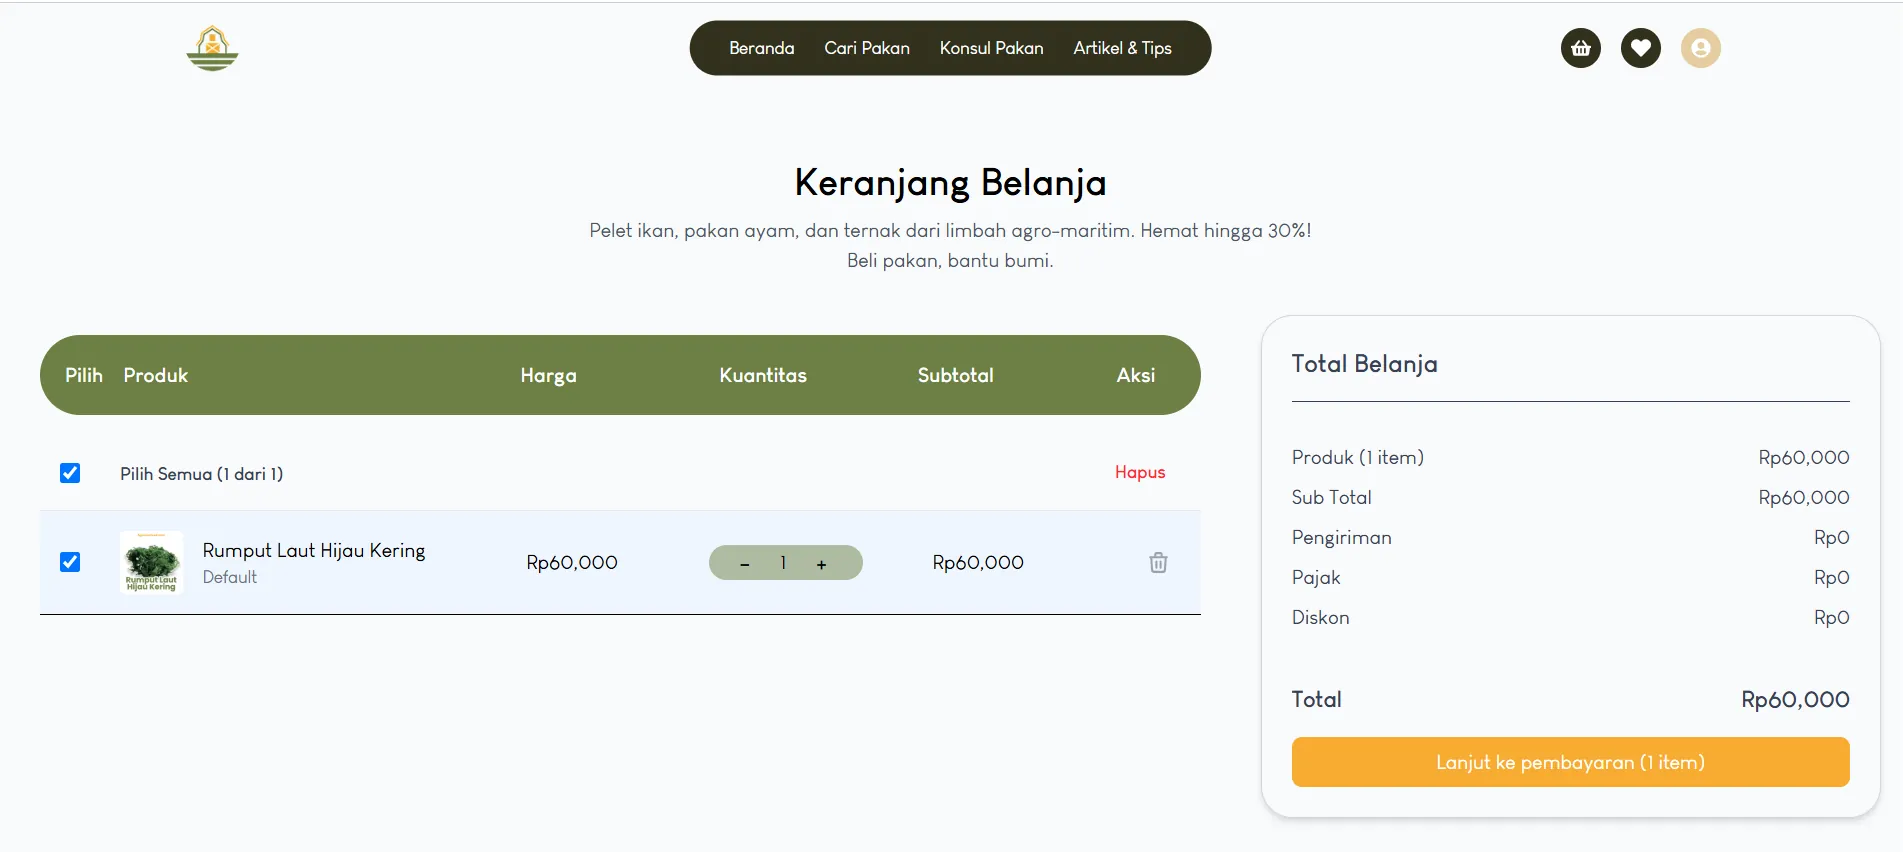 Beranda
Cari Pakan
Konsul Pakan
Artikel & Tips
Keranjang Belanja
Pelet ikan, pakan ayam, dan ternak dari limbah agro-maritim. Hemat hingga 30%!
Beli pakan, bantu bumi.
Pilih Produk Harga Kuantitas Subtotal Aksi
Pilih Semua (1 dari 1) Hapus
Rumput Laut
Hijau Kering
Rumput Laut Hijau Kering
Default
Rp60,000 - 1 + Rp60,000
Total Belanja
Produk (1 item) Rp60,000
Sub Total Rp60,000
Pengiriman Rp0
Pajak Rp0
Diskon Rp0
Total Rp60,000
Lanjut ke pembayaran (1 item)